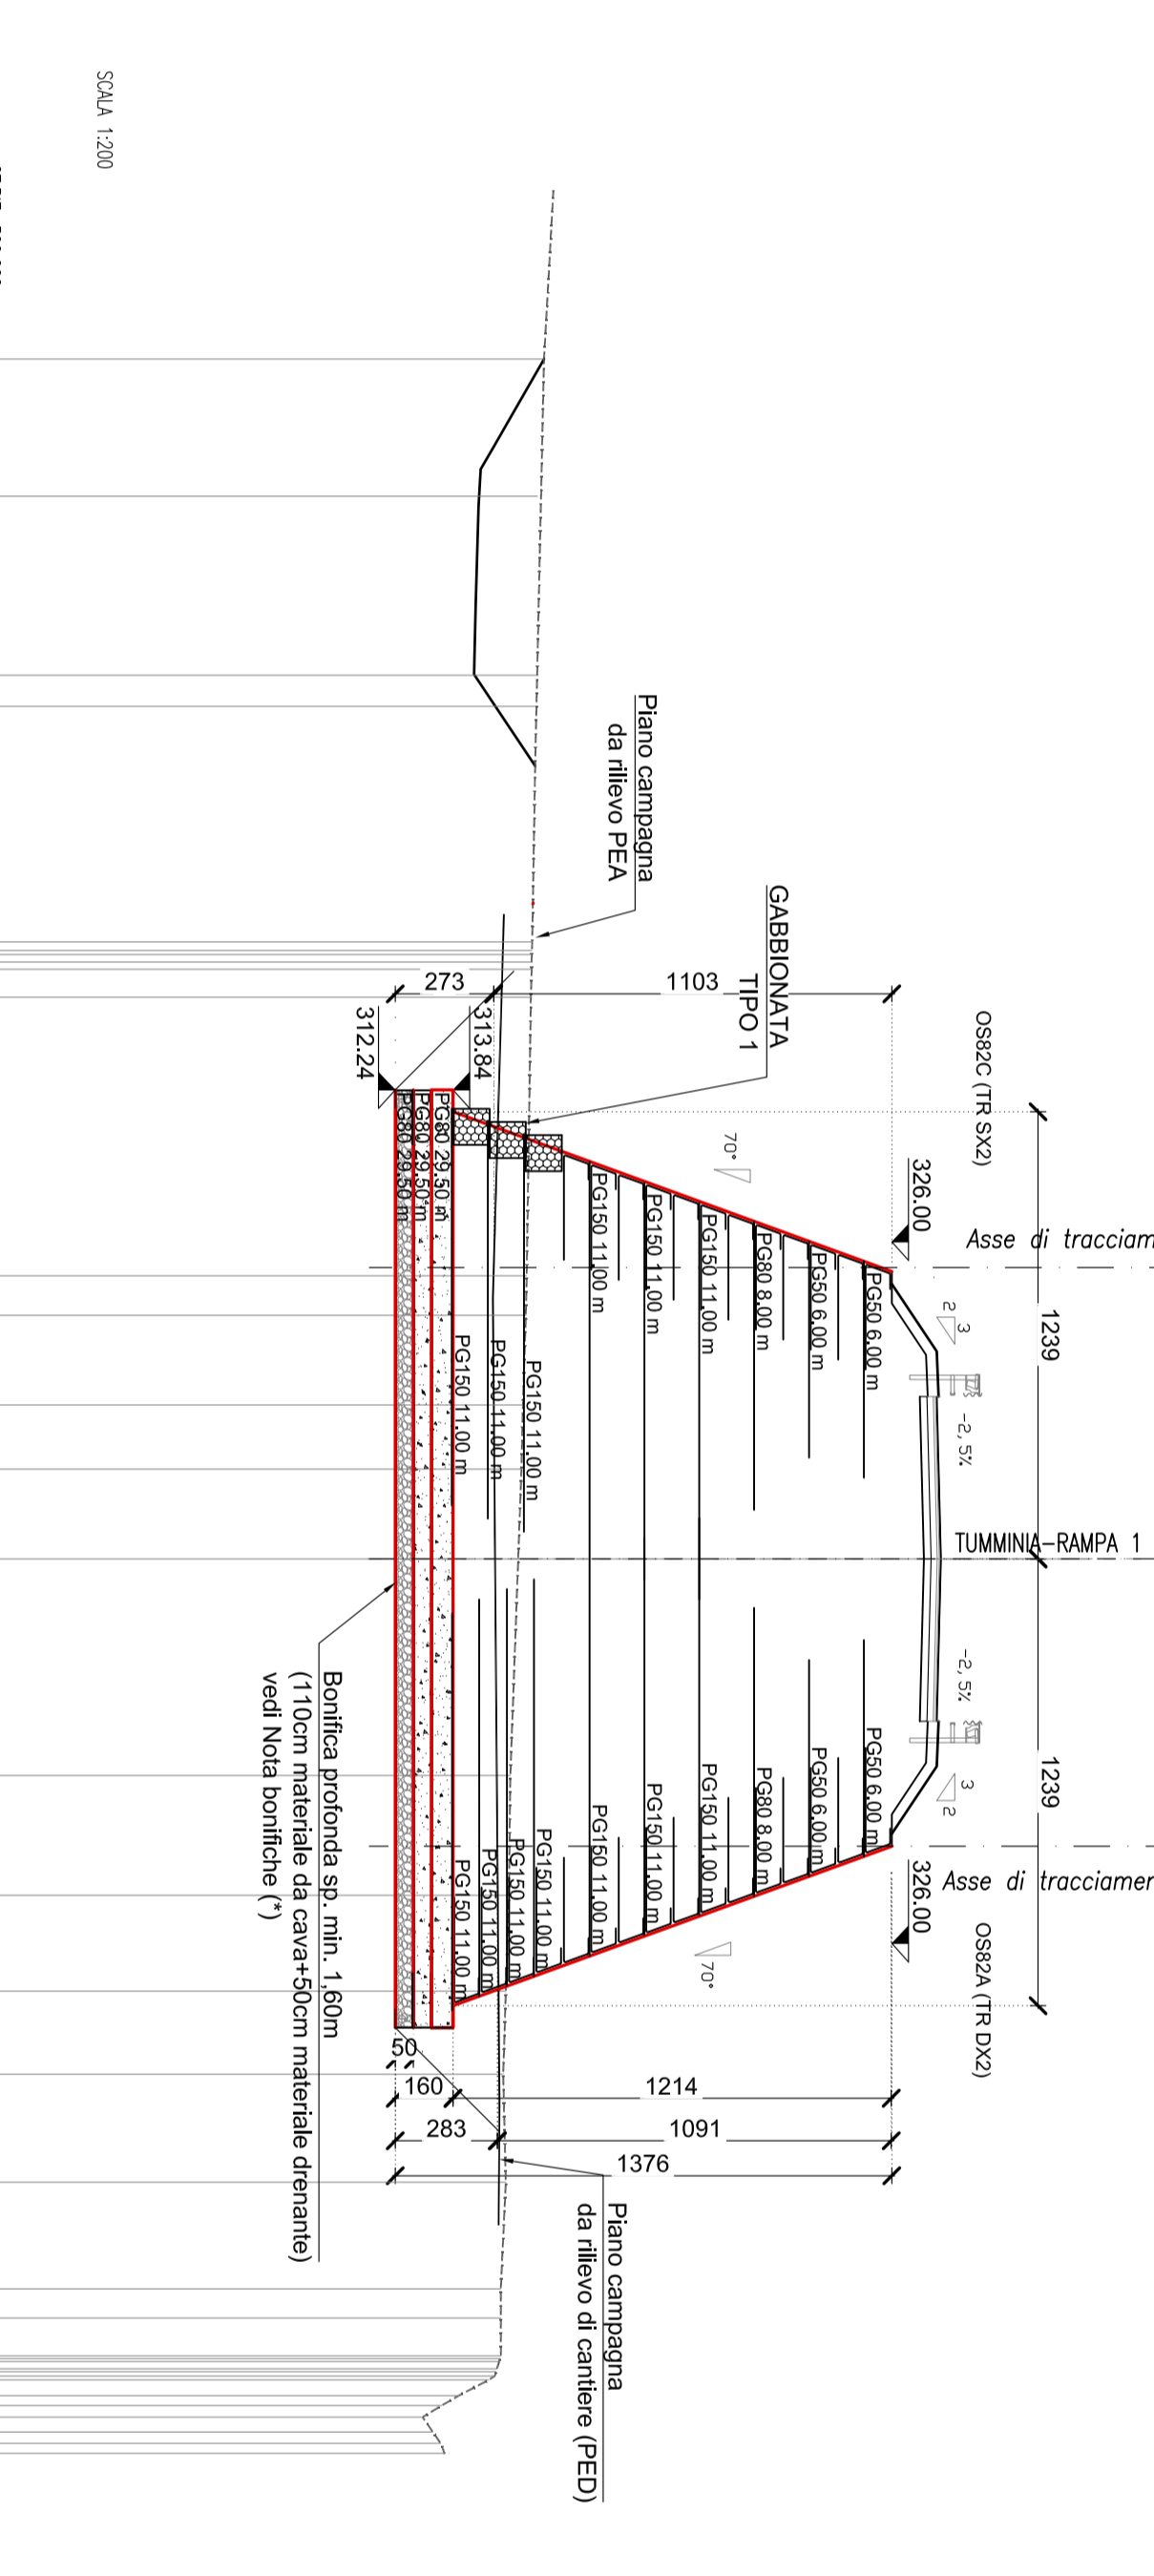 SCALA 1:200
OS82C (TR SX2)
OS82A (TR DX2)
1239
1239
TUMMINIA-RAMPA 1
Asse di tracciam
Asse di tracciamer
326.00
326.00
3
2
-2,5%
-2,5%
3
2
70°
70°
GABBIONATA
TIPO 1
Piano campagna
da rilievo PEA
1103
273
313.84
312.24
PG50 6.00 m
PG50 6.00 m
PG80 8.00 m
PG150 11.00 m
PG150 11.00 m
PG150 11.00 m
PG150 11.00 m
PG150 11.00 m
PG150 11.00 m
PG80 29.50 m
PG80 29.50 m
PG80 29.50 m
PG50 6.00 m
PG50 6.00 m
PG80 8.00 m
PG150 11.00 m
PG150 11.00 m
PG150 11.00 m
PG150 11.00 m
PG150 11.00 m
PG150 11.00 m
PG150 11.00 m
50
160
1214
283
1091
1376
Piano campagna
da rilievo di cantiere (PED)
Bonifica profonda sp. min. 1,60m
(110cm materiale da cava+50cm materiale drenante)
vedi Nota bonifiche (*)